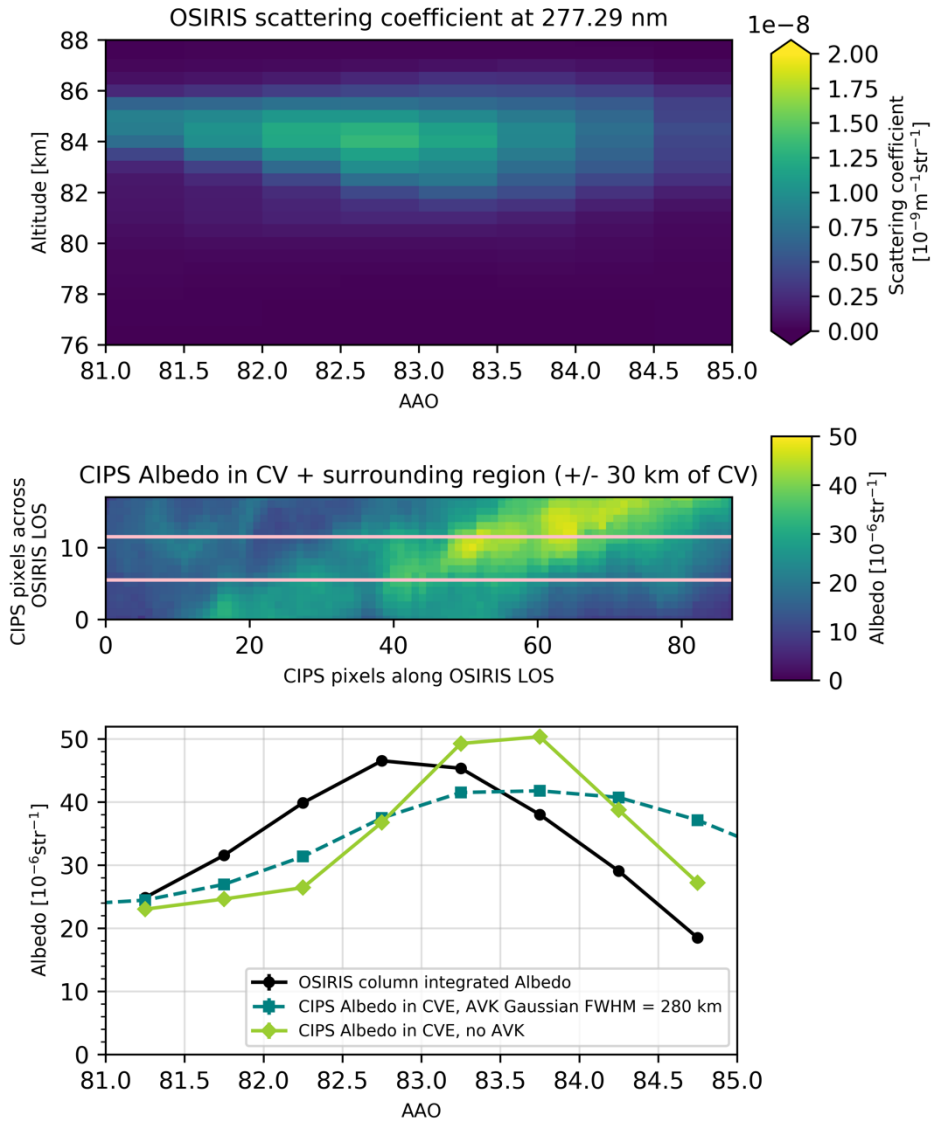 OSIRIS scattering coefficient at 277.29 nm
1e−8
88
86
84
82
80
78
76
Altitude [km]
81.0 81.5 82.0 82.5 83.0 83.5 84.0 84.5 85.0
AAO
2.00
1.75
1.50
1.25
1.00
0.75
0.50
0.25
0.00
Scattering coefficient
[10⁻⁹m⁻¹str⁻¹]
CIPS Albedo in CV + surrounding region (+/- 30 km of CV)
CIPS pixels across
OSIRIS LOS
10
0
0 20 40 60 80
CIPS pixels along OSIRIS LOS
50
40
30
20
10
0
Albedo [10⁻⁶str⁻¹]
50
40
30
20
10
0
Albedo [10⁻⁶str⁻¹]
OSIRIS column integrated Albedo
CIPS Albedo in CVE, AVK Gaussian FWHM = 280 km
CIPS Albedo in CVE, no AVK
81.0 81.5 82.0 82.5 83.0 83.5 84.0 84.5 85.0
AAO